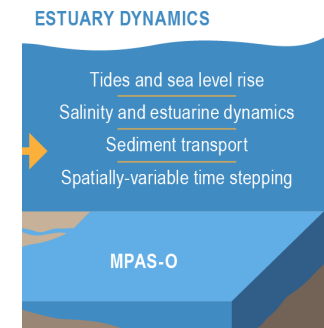 ESTUARY DYNAMICS
Tides and sea level rise
Salinity and estuarine dynamics
Sediment transport
Spatially-variable time stepping
MPAS-O